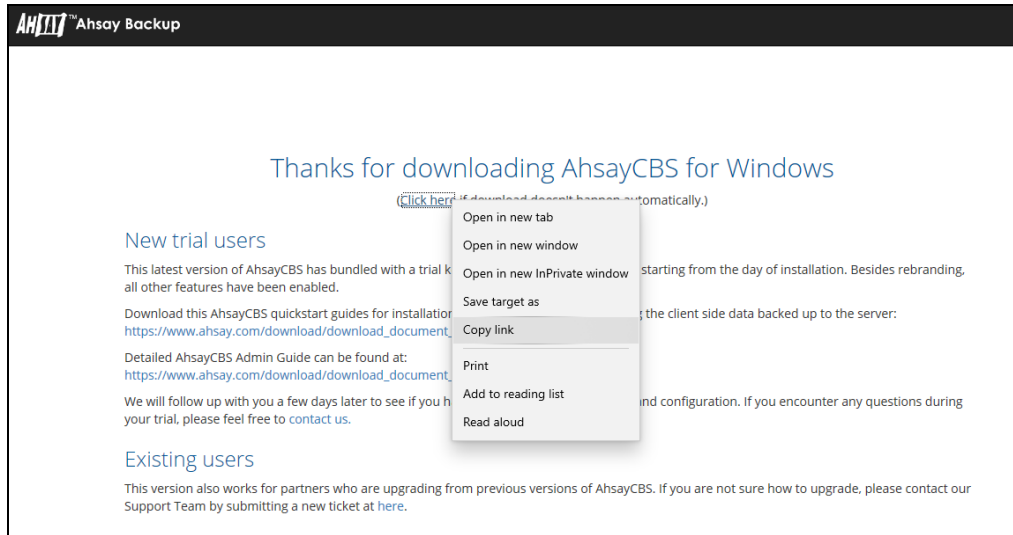 AH ™Ahsay Backup
Thanks for downloading AhsayCBS for Windows
(Click here if download doesn't happen automatically.)
Open in new tab
Open in new window
Open in new InPrivate window
Save target as
Copy link
Print
Add to reading list
Read aloud
New trial users
This latest version of AhsayCBS has bundled with a trial starting from the day of installation. Besides rebranding,
all other features have been enabled.
Download this AhsayCBS quickstart guides for installation the client side data backed up to the server:
https://www.ahsay.com/download/download_document_
Detailed AhsayCBS Admin Guide can be found at:
https://www.ahsay.com/download/download_document_
We will follow up with you a few days later to see if you and configuration. If you encounter any questions during
your trial, please feel free to contact us.
Existing users
This version also works for partners who are upgrading from previous versions of AhsayCBS. If you are not sure how to upgrade, please contact our
Support Team by submitting a new ticket at here.